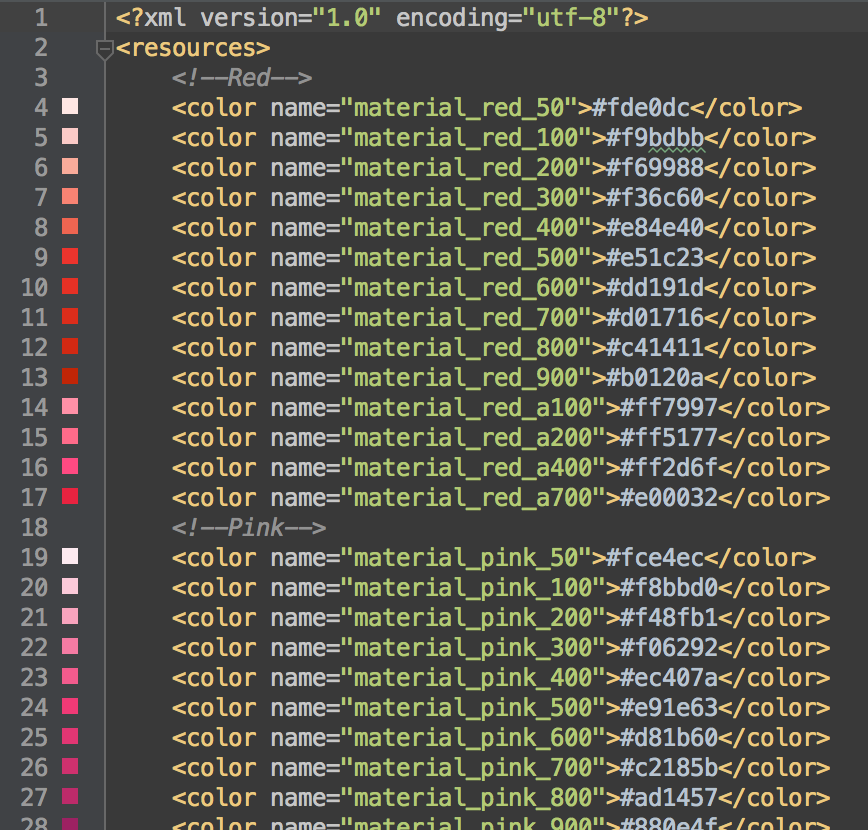 1 <?xml version="1.0" encoding="utf-8"?>
2 <resources>
3 <!--Red-->
4 <color name="material_red_50">#fde0dc</color>
5 <color name="material_red_100">#f9bdbb</color>
6 <color name="material_red_200">#f69988</color>
7 <color name="material_red_300">#f36c60</color>
8 <color name="material_red_400">#e84e40</color>
9 <color name="material_red_500">#e51c23</color>
10 <color name="material_red_600">#dd191d</color>
11 <color name="material_red_700">#d01716</color>
12 <color name="material_red_800">#c41411</color>
13 <color name="material_red_900">#b0120a</color>
14 <color name="material_red_a100">#ff7997</color>
15 <color name="material_red_a200">#ff5177</color>
16 <color name="material_red_a400">#ff2d6f</color>
17 <color name="material_red_a700">#e00032</color>
18 <!--Pink-->
19 <color name="material_pink_50">#fce4ec</color>
20 <color name="material_pink_100">#f8bbd0</color>
21 <color name="material_pink_200">#f48fb1</color>
22 <color name="material_pink_300">#f06292</color>
23 <color name="material_pink_400">#ec407a</color>
24 <color name="material_pink_500">#e91e63</color>
25 <color name="material_pink_600">#d81b60</color>
26 <color name="material_pink_700">#c2185b</color>
27 <color name="material_pink_800">#ad1457</color>
28 <color name="material_pink_900">#880e4f</color>